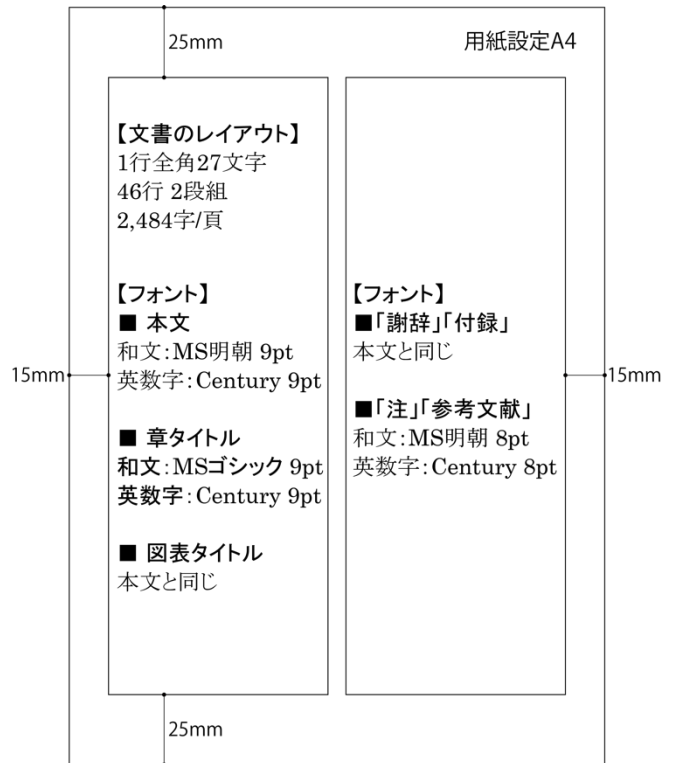 25mm
用紙設定A4
【文書のレイアウト】
1行全角27文字
46行 2段組
2,484字/頁
【フォント】
■ 本文
和文:MS明朝 9pt
英数字:Century 9pt
■ 章タイトル
和文:MSゴシック 9pt
英数字:Century 9pt
■ 図表タイトル
本文と同じ
【フォント】
■「謝辞」「付録」
本文と同じ
■「注」「参考文献」
和文:MS明朝 8pt
英数字:Century 8pt
15mm
15mm
25mm